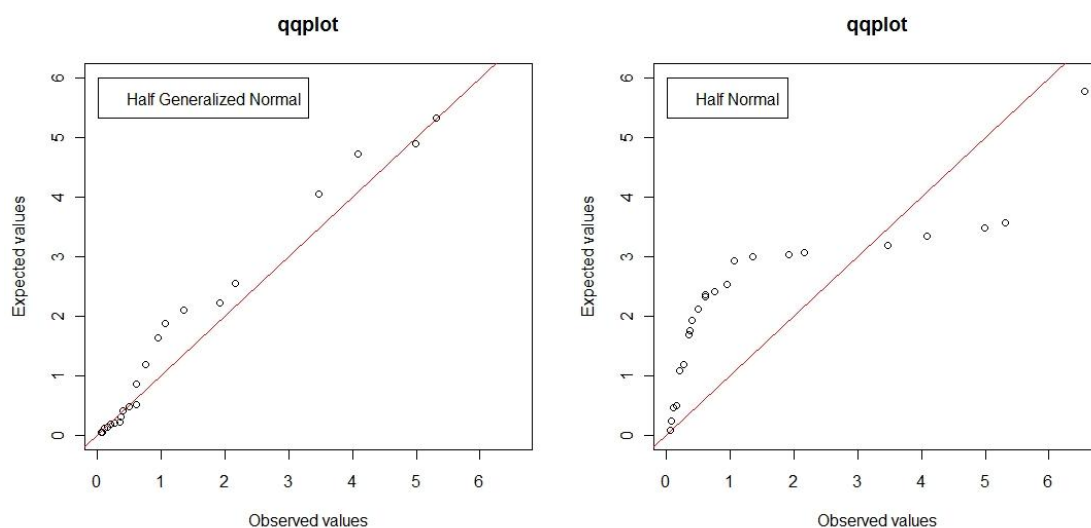 qqplot
Half Generalized Normal
Expected values
6
5
4
3
2
1
0
0 1 2 3 4 5 6
Observed values
qqplot
Half Normal
Expected values
6
5
4
3
2
1
0
0 1 2 3 4 5 6
Observed values